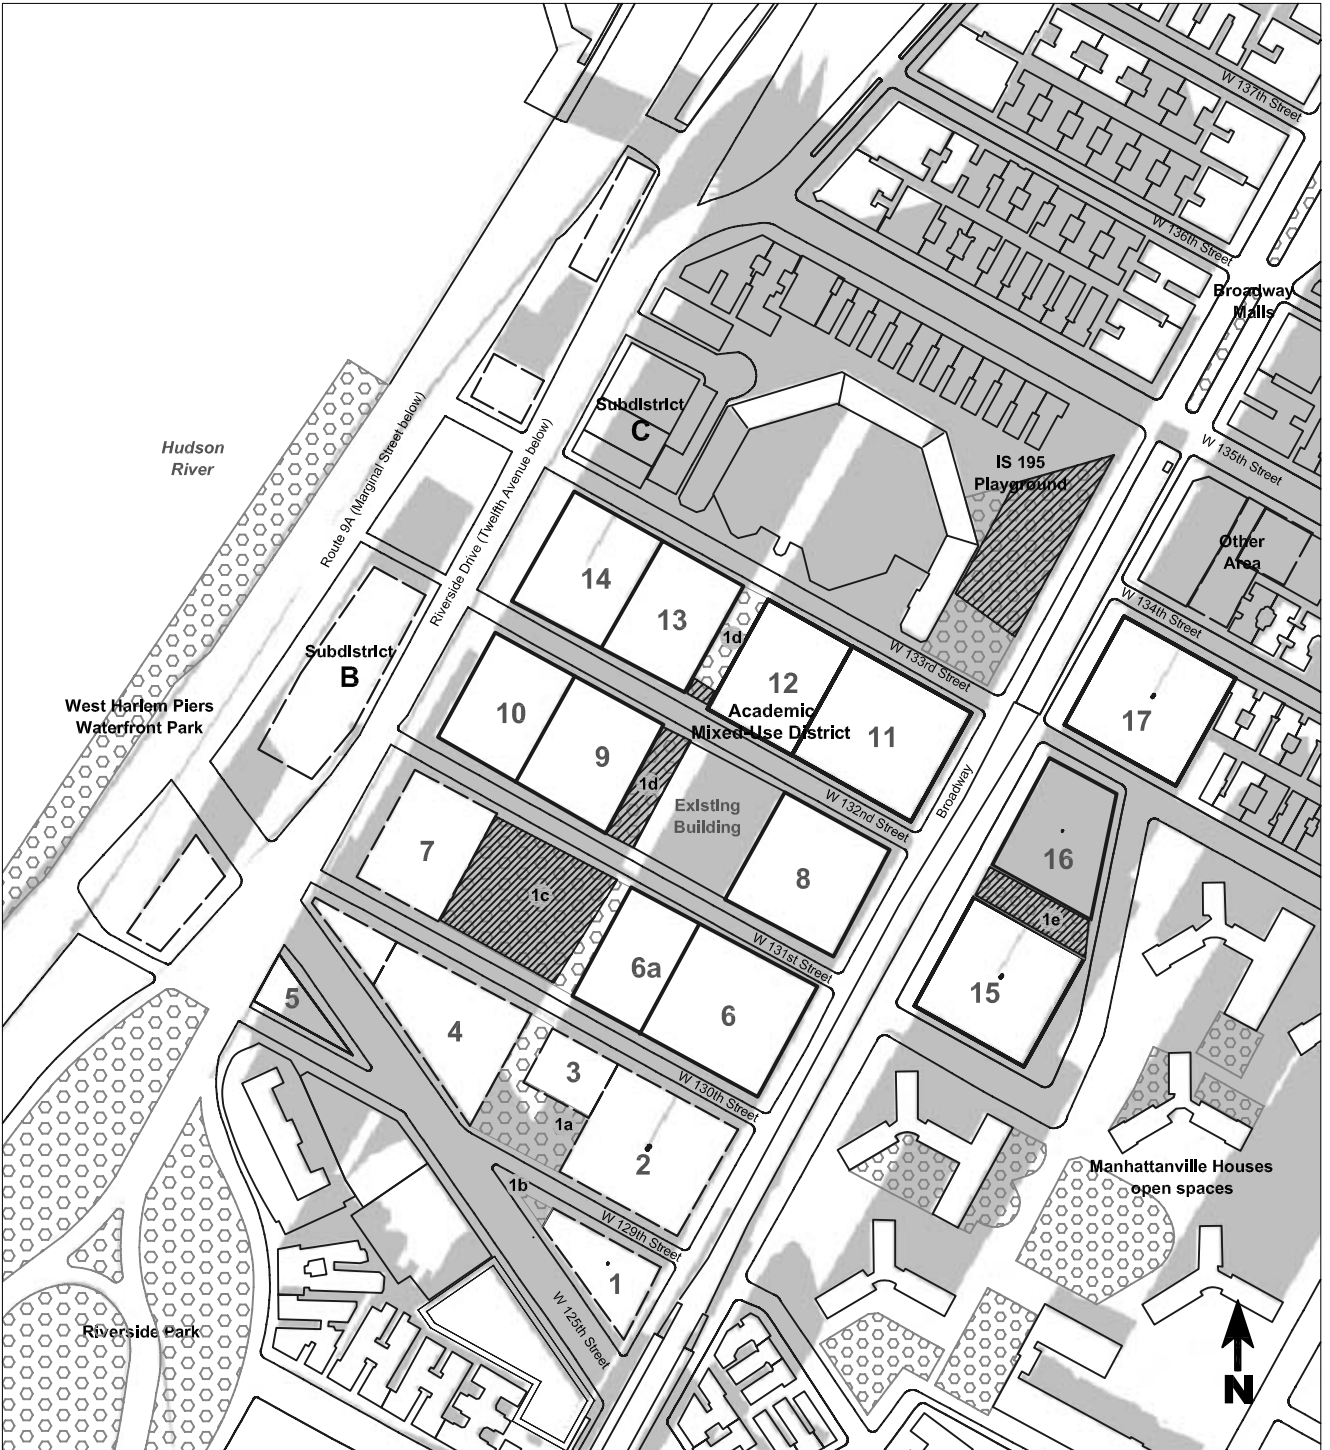 W 137th Street
W 136th Street
Broadway
Malls
W 135th Street
Subdistrict
C
Hudson
River
Route 9A (Marginal Street below)
Riverside Drive (Twelfth Avenue below)
IS 195
Playground
Other
Area
W 134th Street
14
13
1d
W 133rd Street
12
Academic
Mixed-Use District
11
17
Subdistrict
B
West Harlem Piers
Waterfront Park
10
9
1d
Existing
Building
W 132nd Street
Broadway
7
1c
8
16
1e
W 131st Street
6a
6
15
5
4
3
W 130th Street
1a
2
1b
W 129th Street
1
W 125th Street
Manhattanville Houses
open spaces
Riverside Park
N